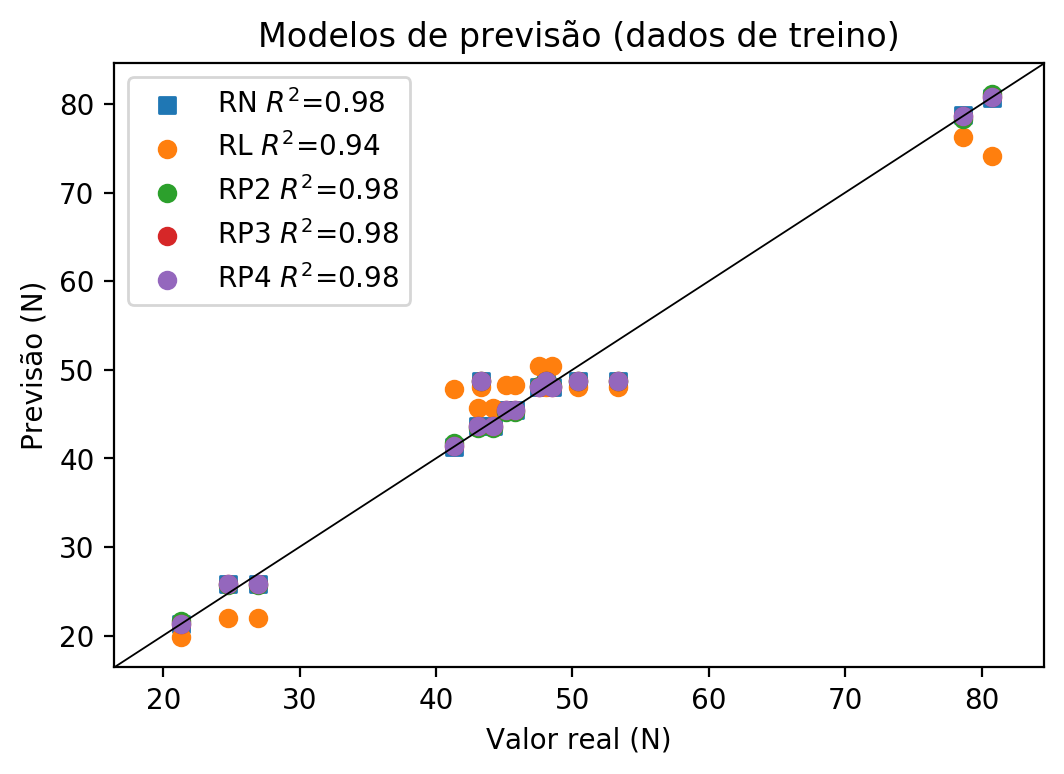 Modelos de previsão (dados de treino)
RN R²=0.98
RL R²=0.94
RP2 R²=0.98
RP3 R²=0.98
RP4 R²=0.98
80
70
60
50
40
30
20
Previsão (N)
20 30 40 50 60 70 80
Valor real (N)